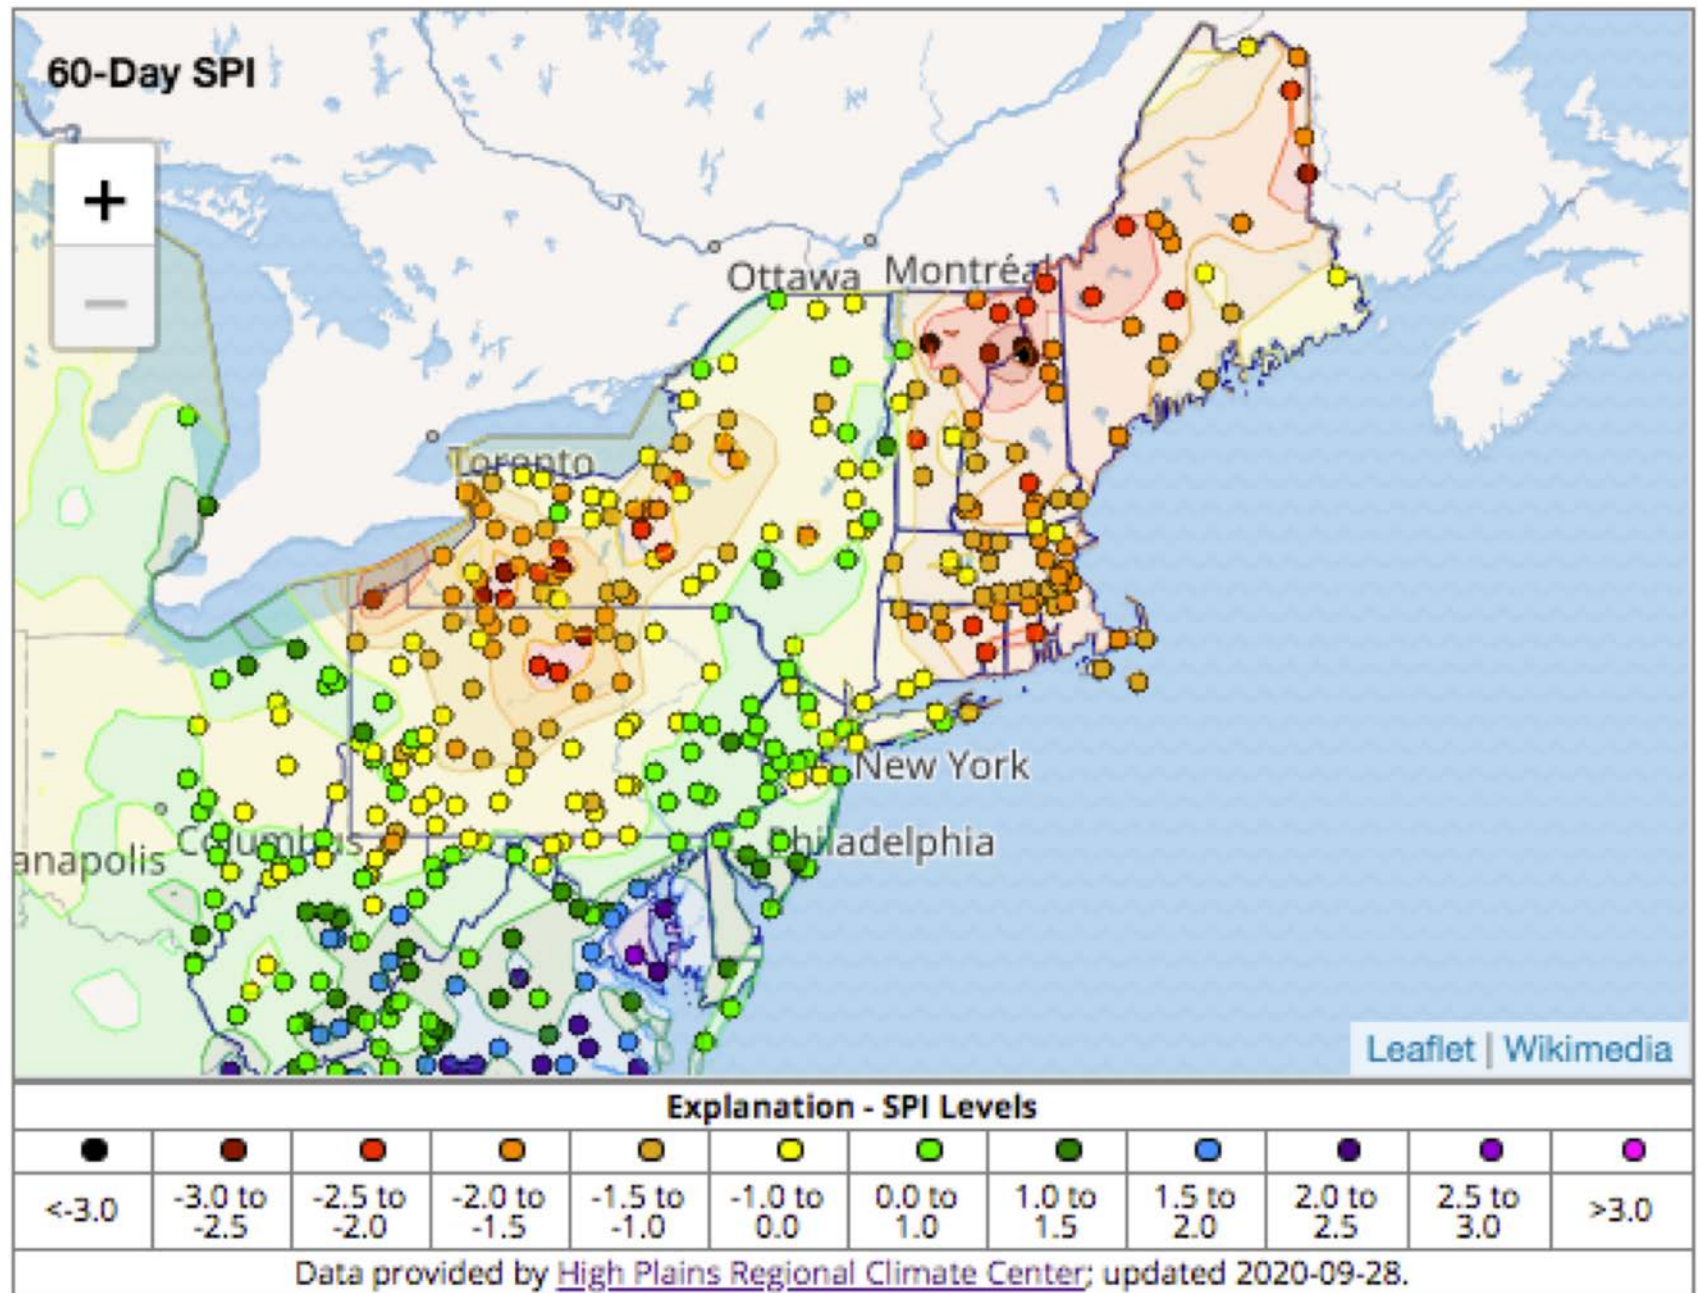 60-Day SPI
+
−
Ottawa Montréal
Toronto
New York
Columbus
Philadelphia
anapolis
Leaflet | Wikimedia
Explanation - SPI Levels
<-3.0
-3.0 to -2.5
-2.5 to -2.0
-2.0 to -1.5
-1.5 to -1.0
-1.0 to 0.0
0.0 to 1.0
1.0 to 1.5
1.5 to 2.0
2.0 to 2.5
2.5 to 3.0
>3.0
Data provided by High Plains Regional Climate Center; updated 2020-09-28.